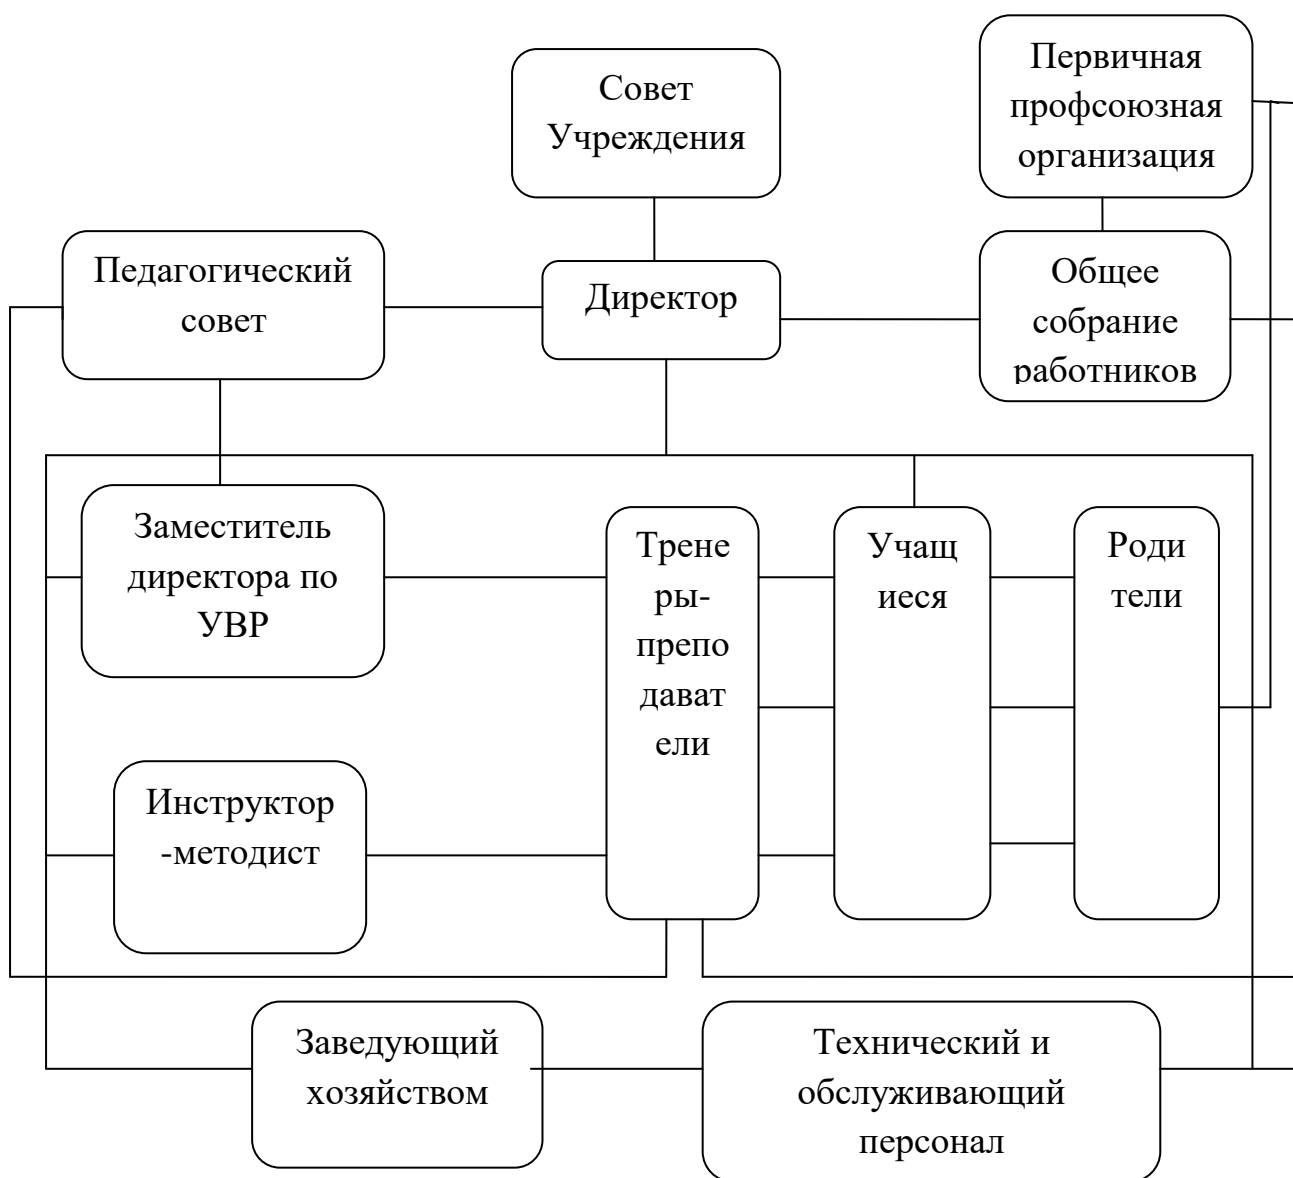 Совет
Учреждения
Первичная
профсоюзная
организация
Педагогический
совет
Директор
Общее
собрание
работников
Заместитель
директора по
УВР
Трене
ры-
препо
дават
ели
Учащ
иеся
Роди
тели
Инструктор
-методист
Заведующий
хозяйством
Технический и
обслуживающий
персонал